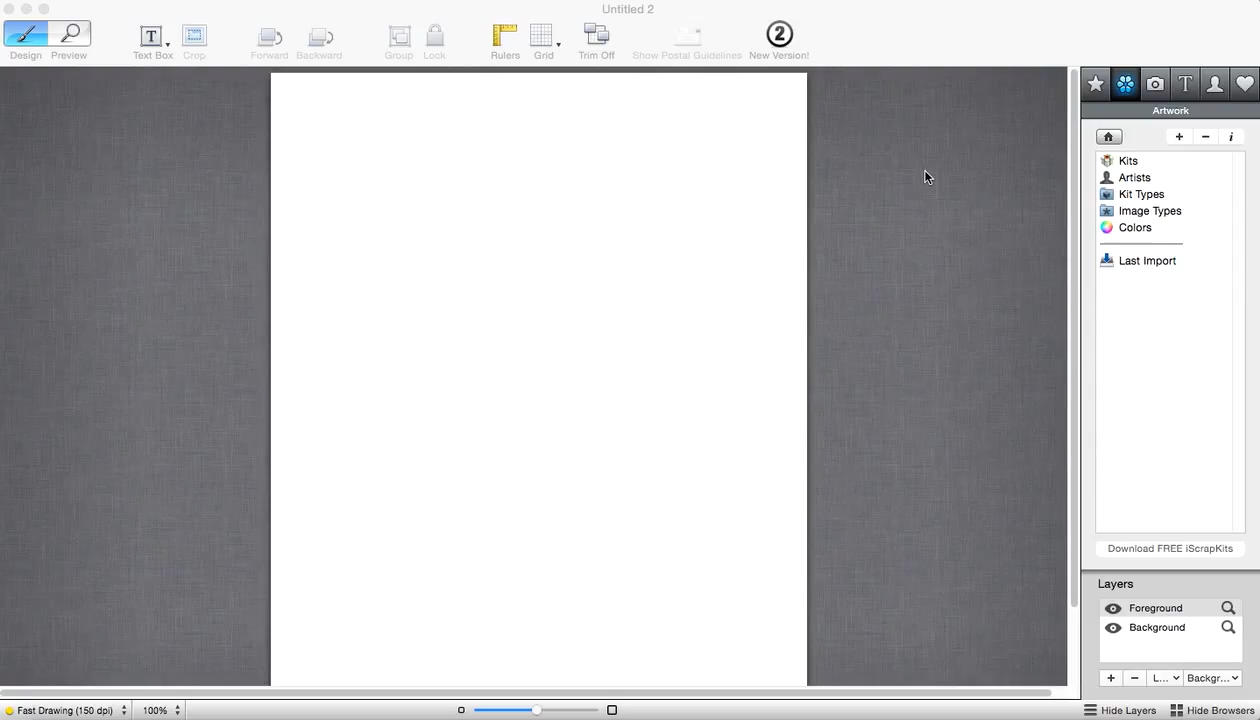 Untitled 2
Design Preview Text Box Crop Forward Backward Group Lock Rulers Grid Trim Off Show Postal Guidelines New Version!
Artwork
Kits
Artists
Kit Types
Image Types
Colors
Last Import
Download FREE iScrapKits
Layers
Foreground
Background
L... Backgr...
Fast Drawing (150 dpi) 100% Hide Layers Hide Browsers